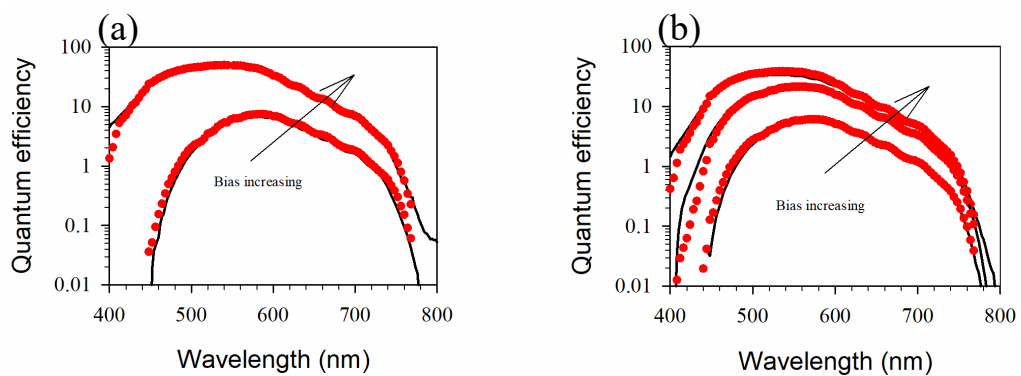 (a)
Quantum efficiency
100
10
1
0.1
0.01
Bias increasing
400 500 600 700 800
Wavelength (nm)
(b)
Quantum efficiency
100
10
1
0.1
0.01
Bias increasing
400 500 600 700 800
Wavelength (nm)